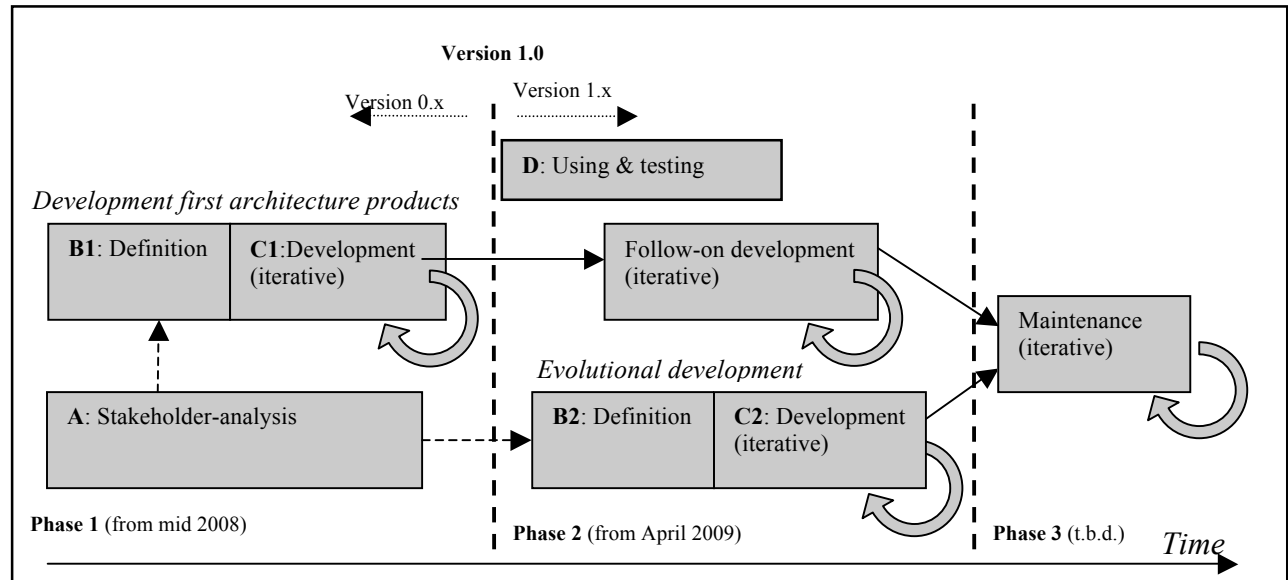 Version 1.0
Version 0.x
Version 1.x
D: Using & testing
Development first architecture products
B1: Definition
C1:Development
(iterative)
Follow-on development
(iterative)
Maintenance
(iterative)
Evolutional development
A: Stakeholder-analysis
B2: Definition
C2: Development
(iterative)
Phase 1 (from mid 2008)
Phase 2 (from April 2009)
Phase 3 (t.b.d.)
Time